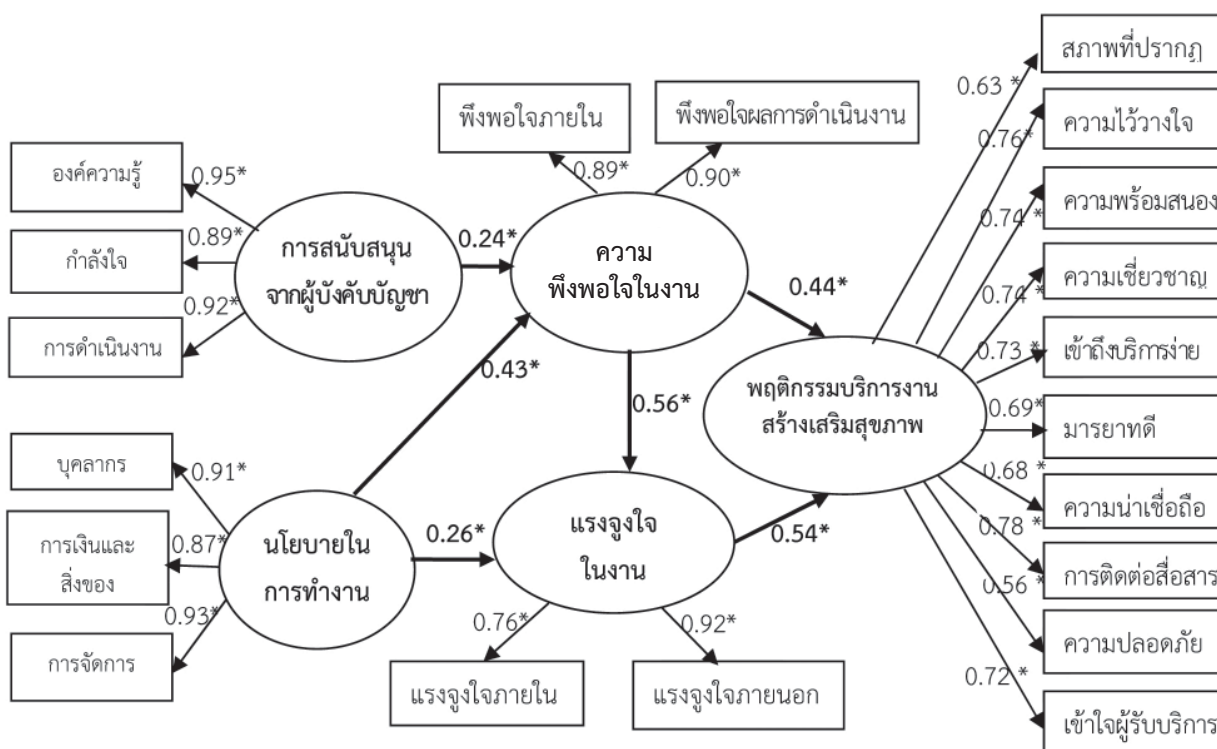 สภาพที่ปรากฏ
0.63 *
พึงพอใจภายใน
พึงพอใจผลการดำเนินงาน
0.76*
ความไว้วางใจ
องค์ความรู้
0.95*
0.89*
0.90*
ความพร้อมสนอง
0.74 *
0.89*
กำลังใจ
การสนับสนุน
จากผู้บังคับบัญชา
0.24*
ความ
พึงพอใจในงาน
0.44*
0.74 *
ความเชี่ยวชาญ
0.92*
การดำเนินงาน
0.43*
0.56*
พฤติกรรมบริการงาน
สร้างเสริมสุขภาพ
0.73 *
เข้าถึงบริการง่าย
0.69*
มารยาทดี
บุคลากร
0.91*
0.68 *
ความน่าเชื่อถือ
การเงินและ
สิ่งของ
0.87*
นโยบายใน
การทำงาน
0.26*
แรงจูงใจ
ในงาน
0.54*
0.78 *
การติดต่อสื่อสาร
0.56 *
ความปลอดภัย
0.93*
การจัดการ
0.76*
0.92*
แรงจูงใจภายใน
แรงจูงใจภายนอก
0.72 *
เข้าใจผู้รับบริการ